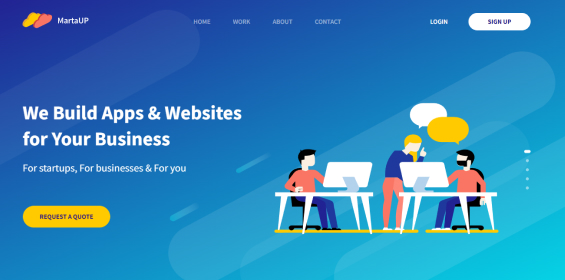 MartaUP
HOME WORK ABOUT CONTACT
LOGIN
SIGN UP
We Build Apps & Websites
for Your Business
For startups, For businesses & For you
REQUEST A QUOTE